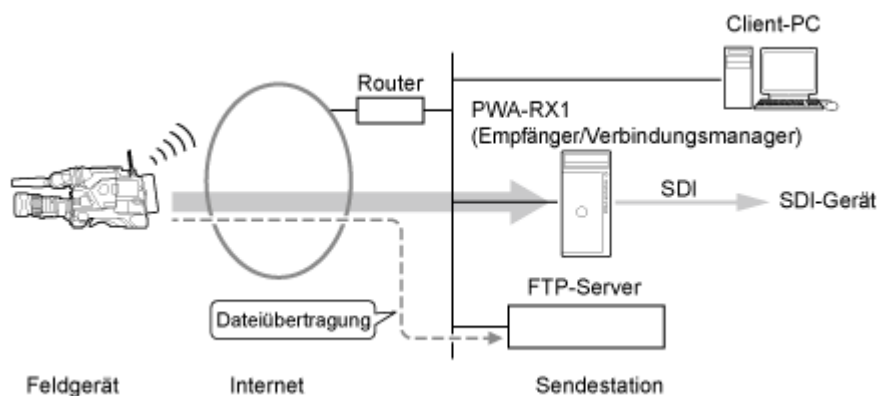 Client-PC
Router
PWA-RX1
(Empfänger/Verbindungsmanager)
SDI
SDI-Gerät
FTP-Server
Dateiübertragung
Feldgerät
Internet
Sendestation